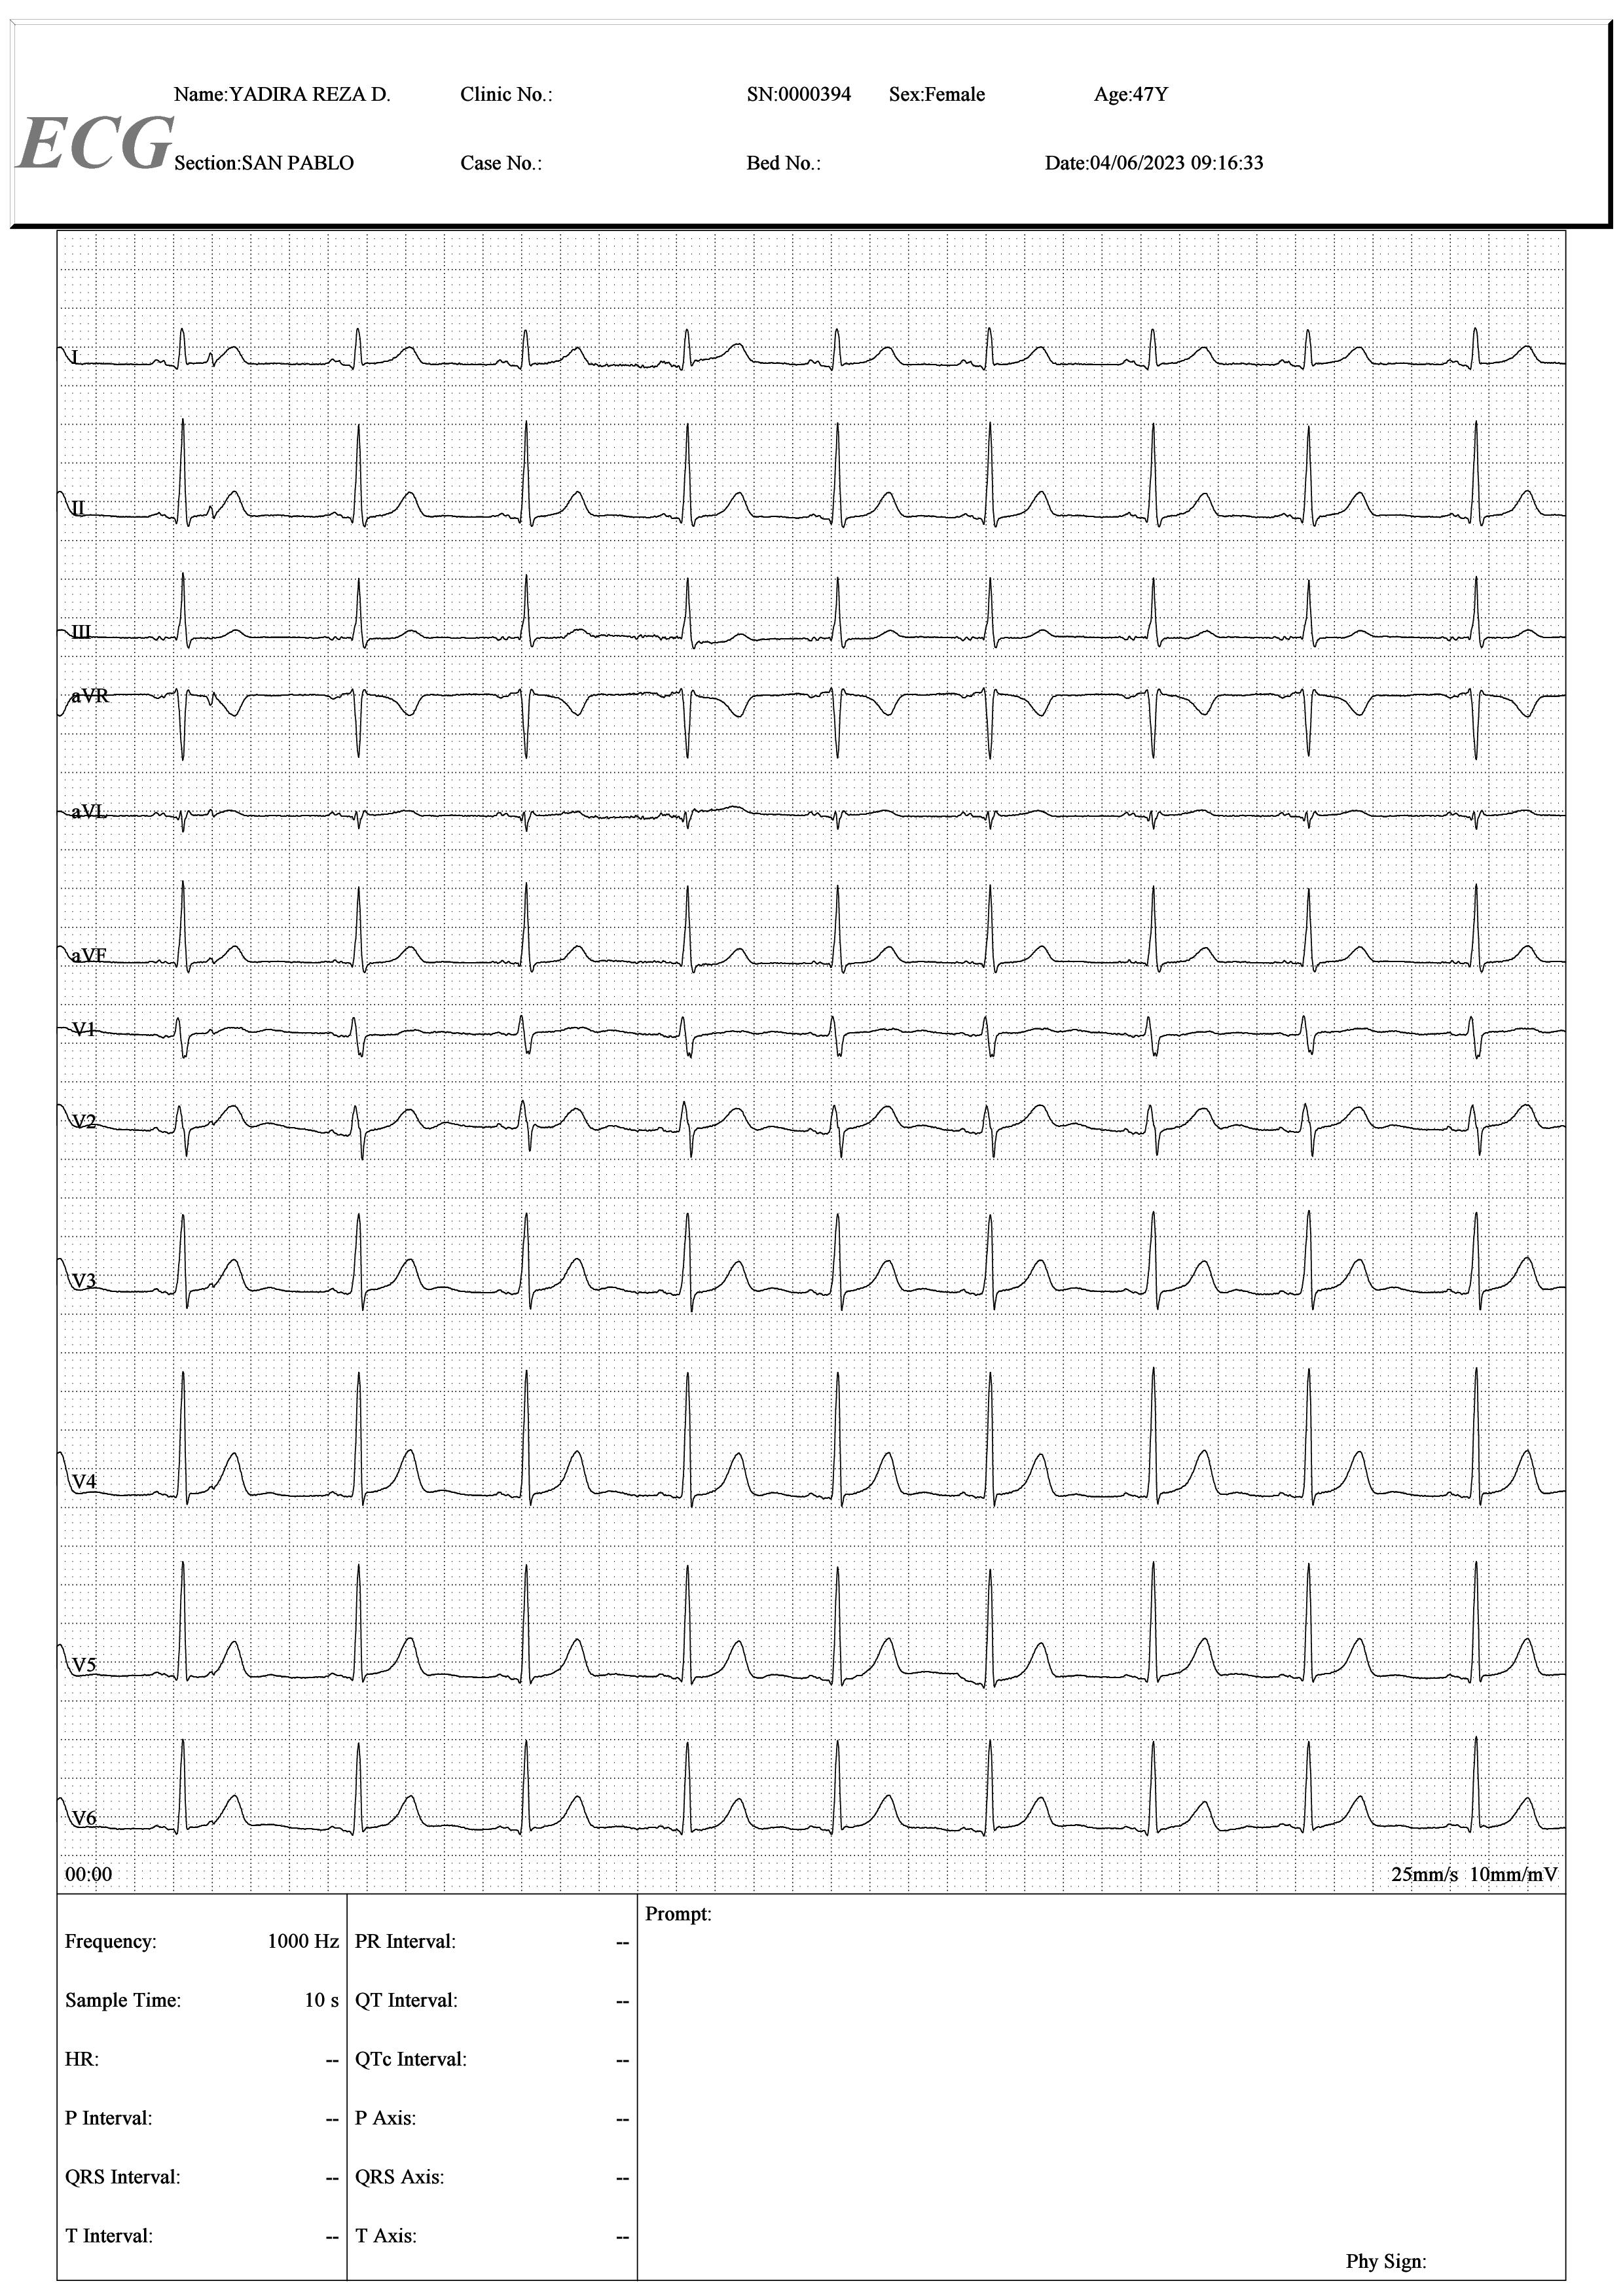 ECG
Name:YADIRA REZA D. Clinic No.: SN:0000394 Sex:Female Age:47Y
Section:SAN PABLO Case No.: Bed No.: Date:04/06/2023 09:16:33
I
II
III
aVR
aVL
aVF
V1
V2
V3
V4
V5
V6
00:00 25mm/s 10mm/mV
Frequency: 1000 Hz PR Interval: -- Prompt:
Sample Time: 10 s QT Interval: --
HR: -- QTc Interval: --
P Interval: -- P Axis: --
QRS Interval: -- QRS Axis: --
T Interval: -- T Axis: --
Phy Sign: